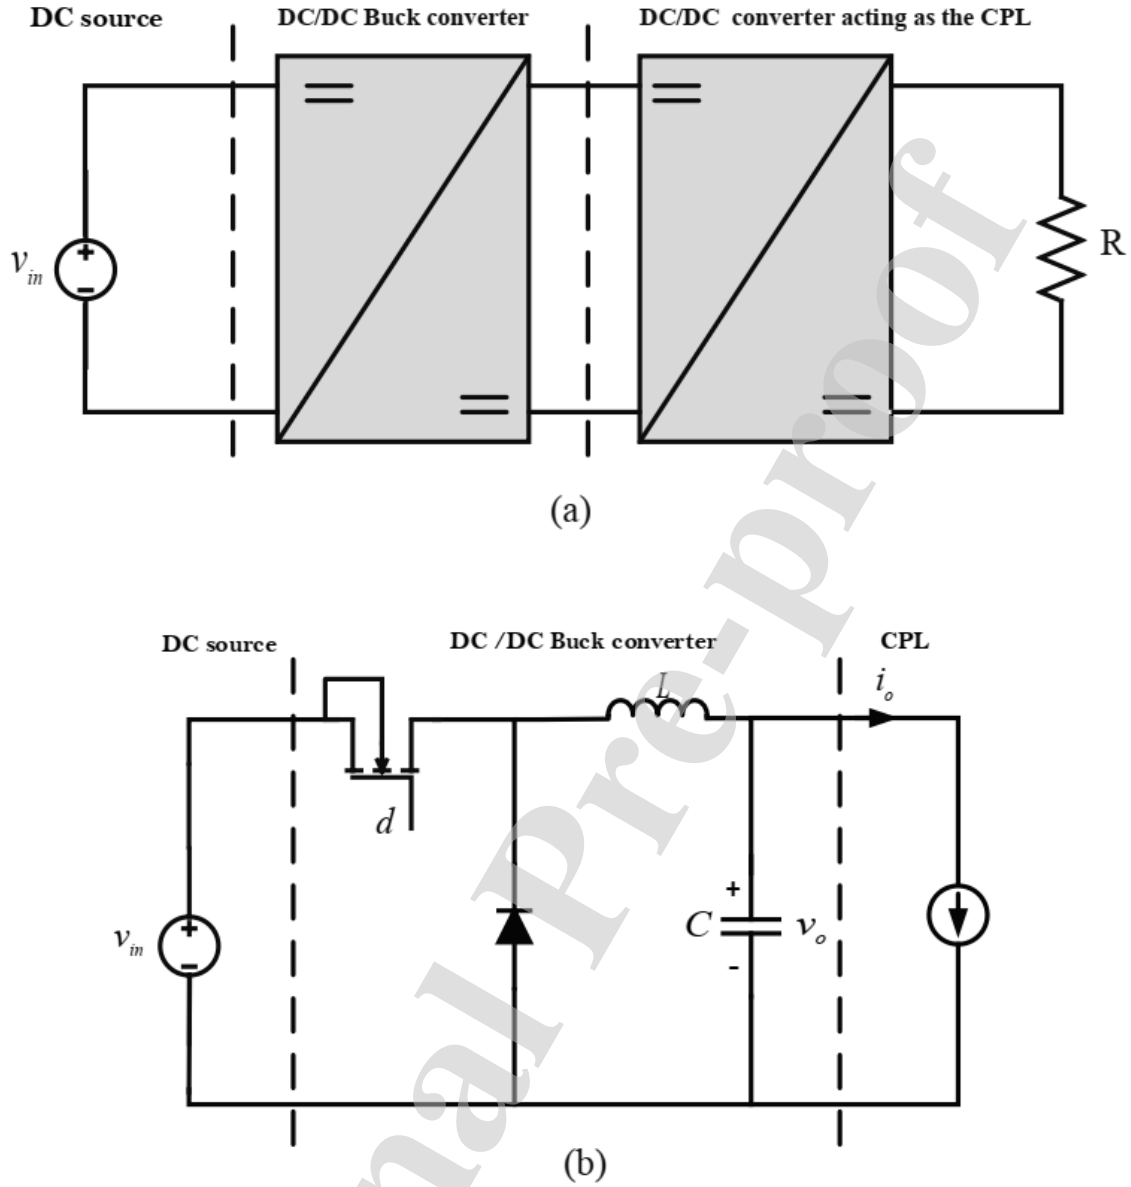 DC source
DC/DC Buck converter
DC/DC converter acting as the CPL
v_in
R
(a)
DC source
DC /DC Buck converter
CPL
L
i_o
d
v_in
C
v_o
(b)
nal Pre-proof